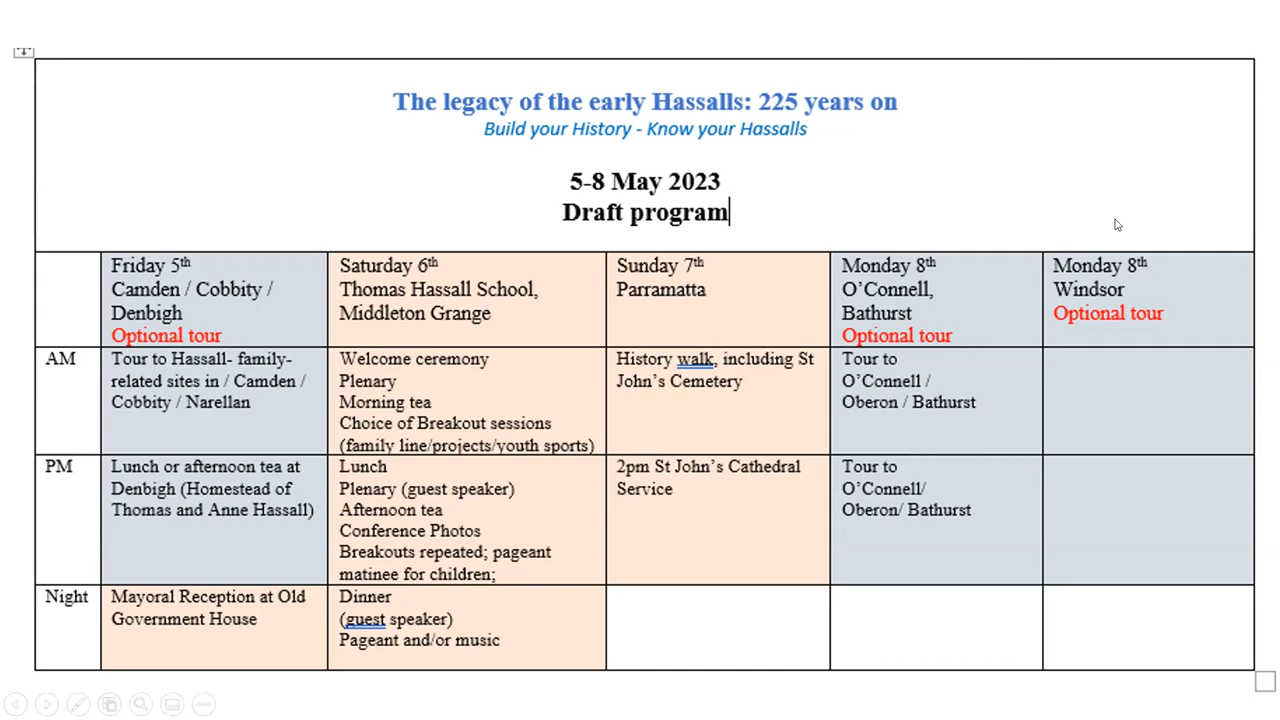 The legacy of the early Hassalls: 225 years on
Build your History - Know your Hassalls
5-8 May 2023
Draft program
Friday 5th
Camden / Cobbity /
Denbigh
Optional tour
Saturday 6th
Thomas Hassall School,
Middleton Grange
Sunday 7th
Parramatta
Monday 8th
O’Connell,
Bathurst
Optional tour
Monday 8th
Windsor
Optional tour
AM
Tour to Hassall- family-
related sites in / Camden /
Cobbity / Narellan
Welcome ceremony
Plenary
Morning tea
Choice of Breakout sessions
(family line/projects/youth sports)
History walk, including St
John’s Cemetery
Tour to
O’Connell /
Oberon / Bathurst
PM
Lunch or afternoon tea at
Denbigh (Homestead of
Thomas and Anne Hassall)
Lunch
Plenary (guest speaker)
Afternoon tea
Conference Photos
Breakouts repeated; pageant
matinee for children;
2pm St John’s Cathedral
Service
Tour to
O’Connell/
Oberon/ Bathurst
Night
Mayoral Reception at Old
Government House
Dinner
(guest speaker)
Pageant and/or music